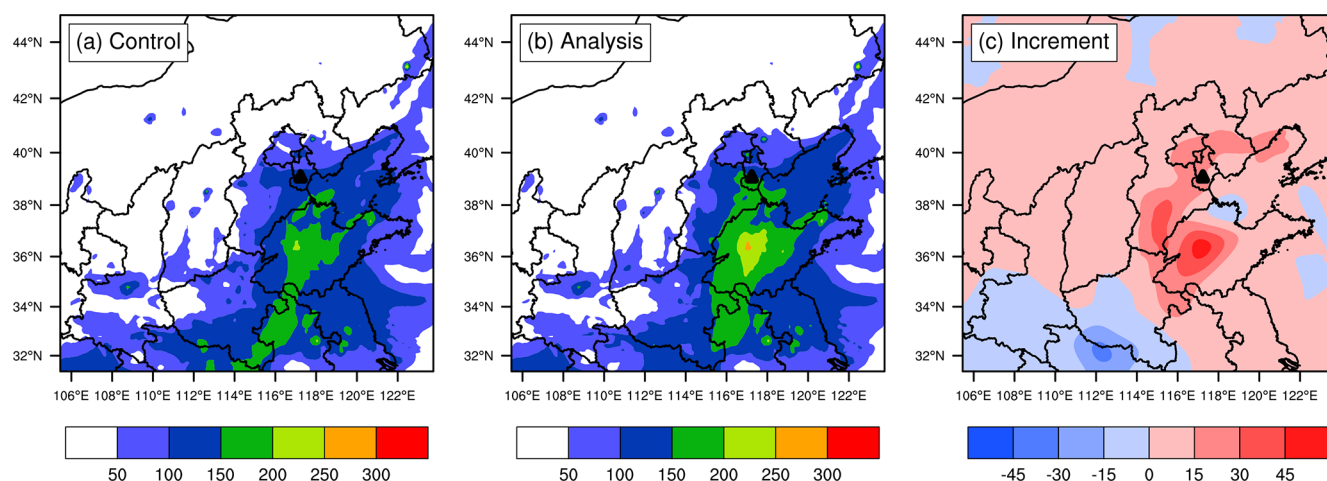 (a) Control
(b) Analysis
(c) Increment
44°N
42°N
40°N
38°N
36°N
34°N
32°N
106°E 108°E 110°E 112°E 114°E 116°E 118°E 120°E 122°E
44°N
42°N
40°N
38°N
36°N
34°N
32°N
106°E 108°E 110°E 112°E 114°E 116°E 118°E 120°E 122°E
44°N
42°N
40°N
38°N
36°N
34°N
32°N
106°E 108°E 110°E 112°E 114°E 116°E 118°E 120°E 122°E
50 100 150 200 250 300
50 100 150 200 250 300
-45 -30 -15 0 15 30 45